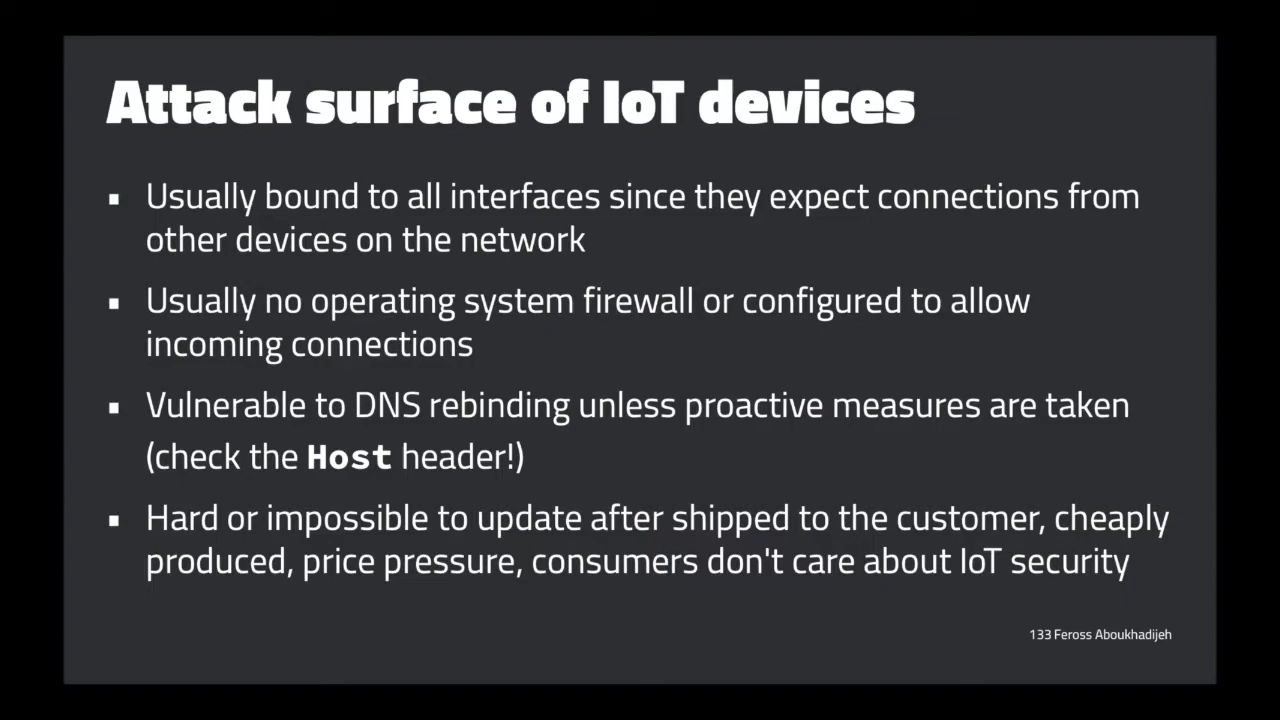 Attack surface of IoT devices
▪ Usually bound to all interfaces since they expect connections from
other devices on the network
▪ Usually no operating system firewall or configured to allow
incoming connections
▪ Vulnerable to DNS rebinding unless proactive measures are taken
(check the Host header!)
▪ Hard or impossible to update after shipped to the customer, cheaply
produced, price pressure, consumers don't care about IoT security
133 Feross Aboukhadijeh